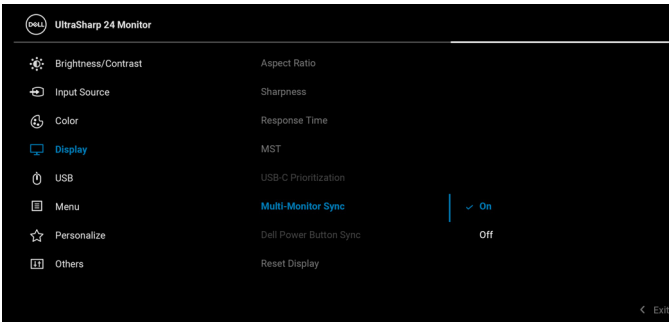 DELL UltraSharp 24 Monitor
Brightness/Contrast Aspect Ratio
Input Source Sharpness
Color Response Time
Display MST
USB USB-C Prioritization
Menu Multi-Monitor Sync On
Personalize Dell Power Button Sync Off
Others Reset Display
Exit